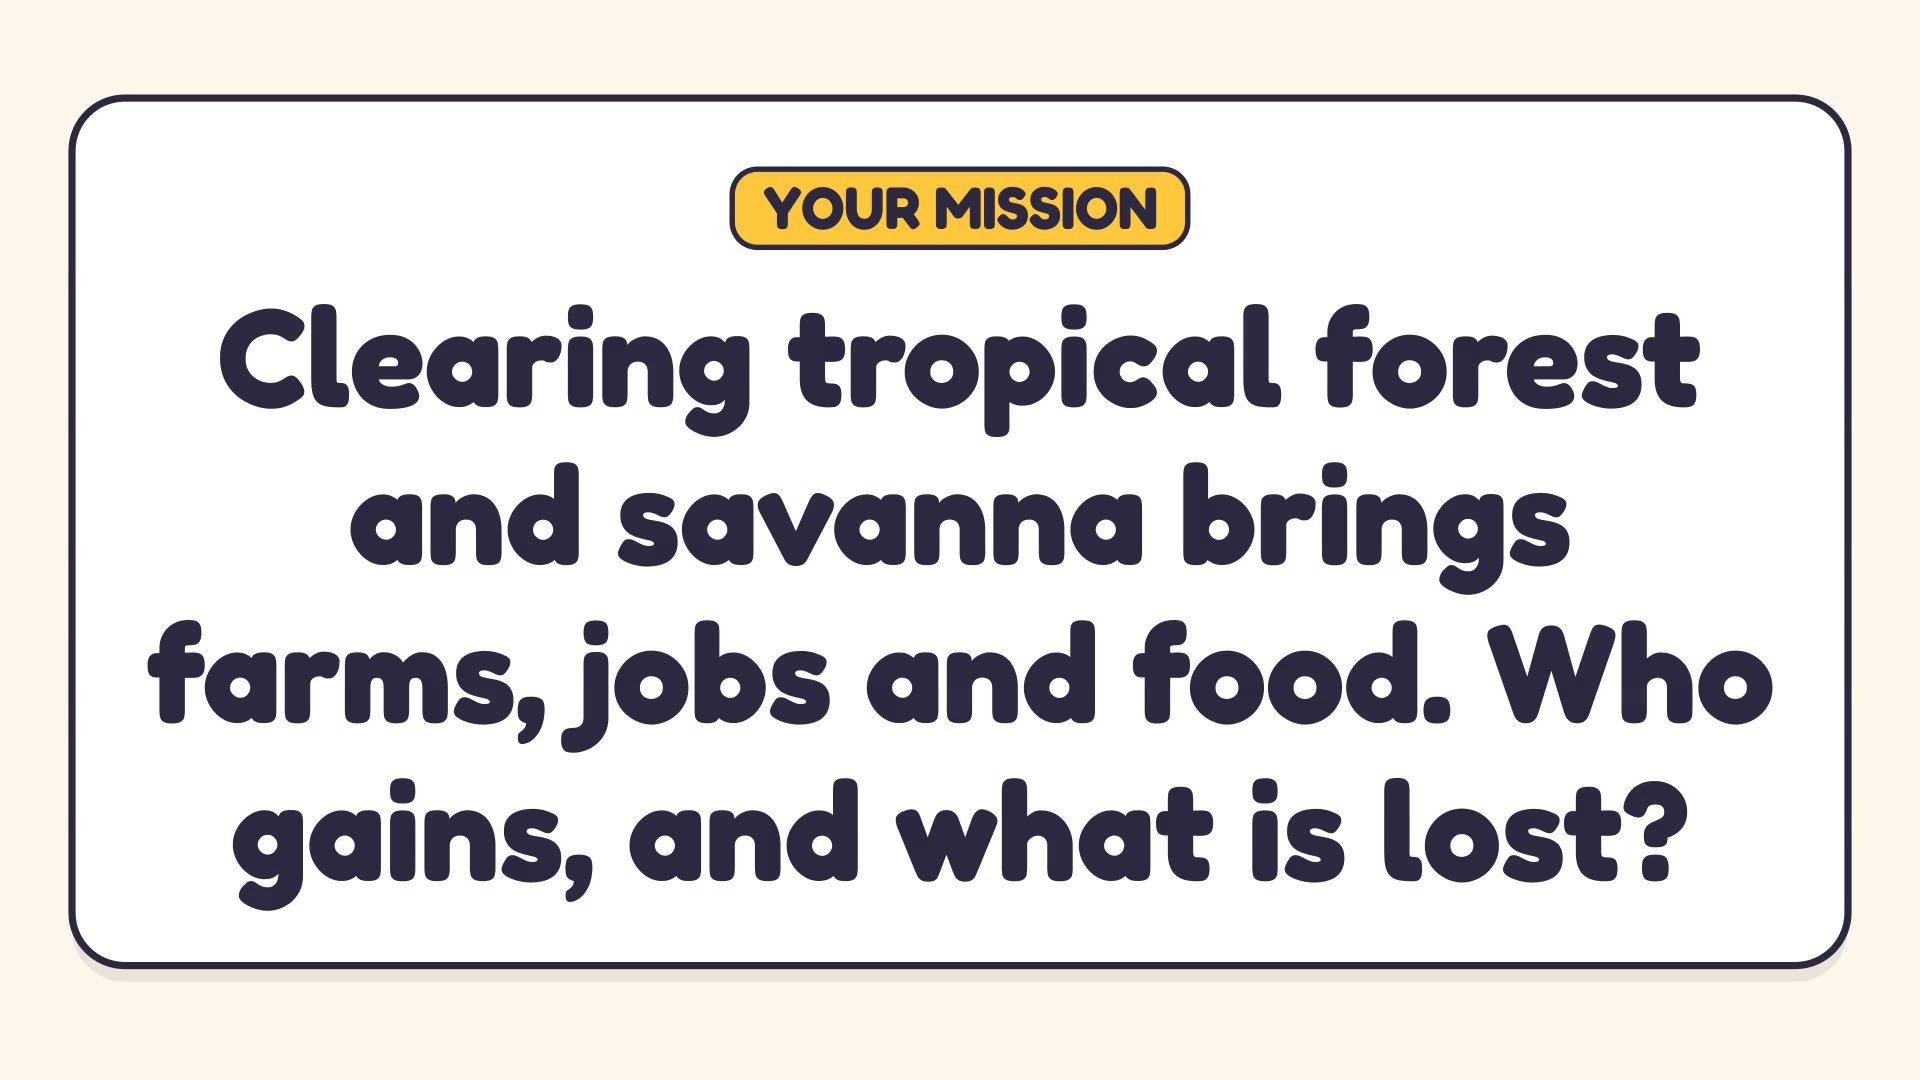 YOUR MISSION
Clearing tropical forest
and savanna brings
farms, jobs and food. Who
gains, and what is lost?